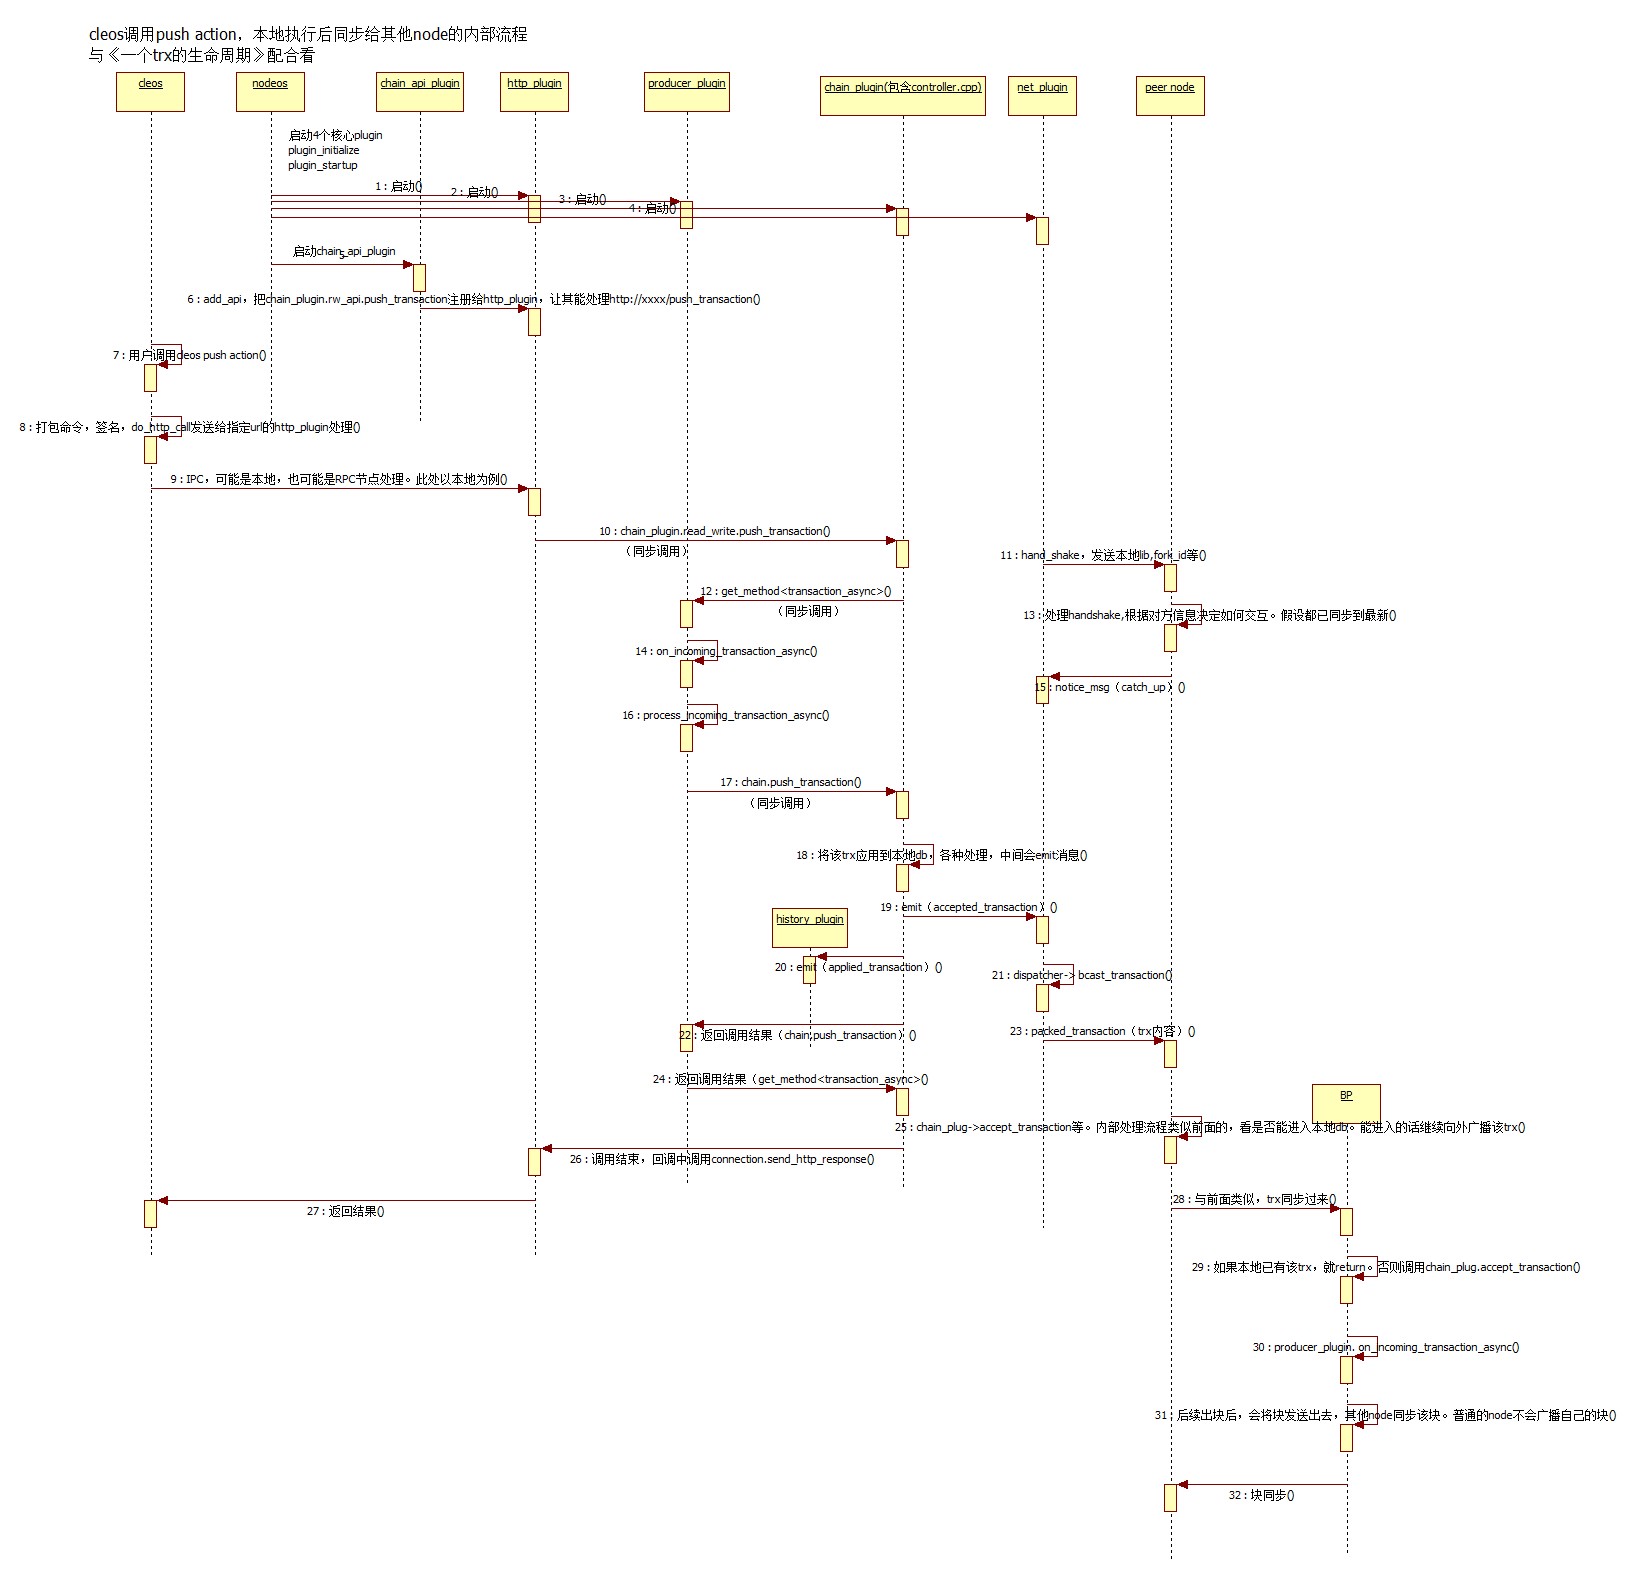 cleos调用push action，本地执行后同步给其他node的内部流程
与《一个trx的生命周期》配合看
cleos
nodeos
chain_api_plugin
http_plugin
producer_plugin
chain_plugin(包含controller.cpp)
net_plugin
peer node
启动4个核心plugin
plugin_initialize
plugin_startup
1 : 启动()
2 : 启动()
3 : 启动()
4 : 启动()
启动chain_api_plugin
5
6 : add_api，把chain_plugin.rw_api.push_transaction注册给http_plugin，让其能处理http://xxxx/push_transaction()
7 : 用户调用cleos push action()
8 : 打包命令，签名，do_http_call发送给指定url的http_plugin处理()
9 : IPC，可能是本地，也可能是RPC节点处理。此处以本地为例()
10 : chain_plugin.read_write.push_transaction()
（同步调用）
11 : hand_shake，发送本地lib,fork_id等()
12 : get_method<transaction_async>()
（同步调用）
13 : 处理handshake,根据对方信息决定如何交互。假设都已同步到最新()
14 : on_incoming_transaction_async()
15 : notice_msg（catch_up）()
16 : process_incoming_transaction_async()
17 : chain.push_transaction()
（同步调用）
18 : 将该trx应用到本地db，各种处理，中间会emit消息()
19 : emit（accepted_transaction）()
history_plugin
20 : emit（applied_transaction）()
21 : dispatcher-> bcast_transaction()
22 : 返回调用结果（chain.push_transaction）()
23 : packed_transaction（trx内容）()
24 : 返回调用结果（get_method<transaction_async>()
BP
25 : chain_plug->accept_transaction等。内部处理流程类似前面的，看是否能进入本地db。能进入的话继续向外广播该trx()
26 : 调用结束，回调中调用connection.send_http_response()
27 : 返回结果()
28 : 与前面类似，trx同步过来()
29 : 如果本地已有该trx，就return。否则调用chain_plug.accept_transaction()
30 : producer_plugin. on_incoming_transaction_async()
31 : 后续出块后，会将块发送出去，其他node同步该块。普通的node不会广播自己的块()
32 : 块同步()